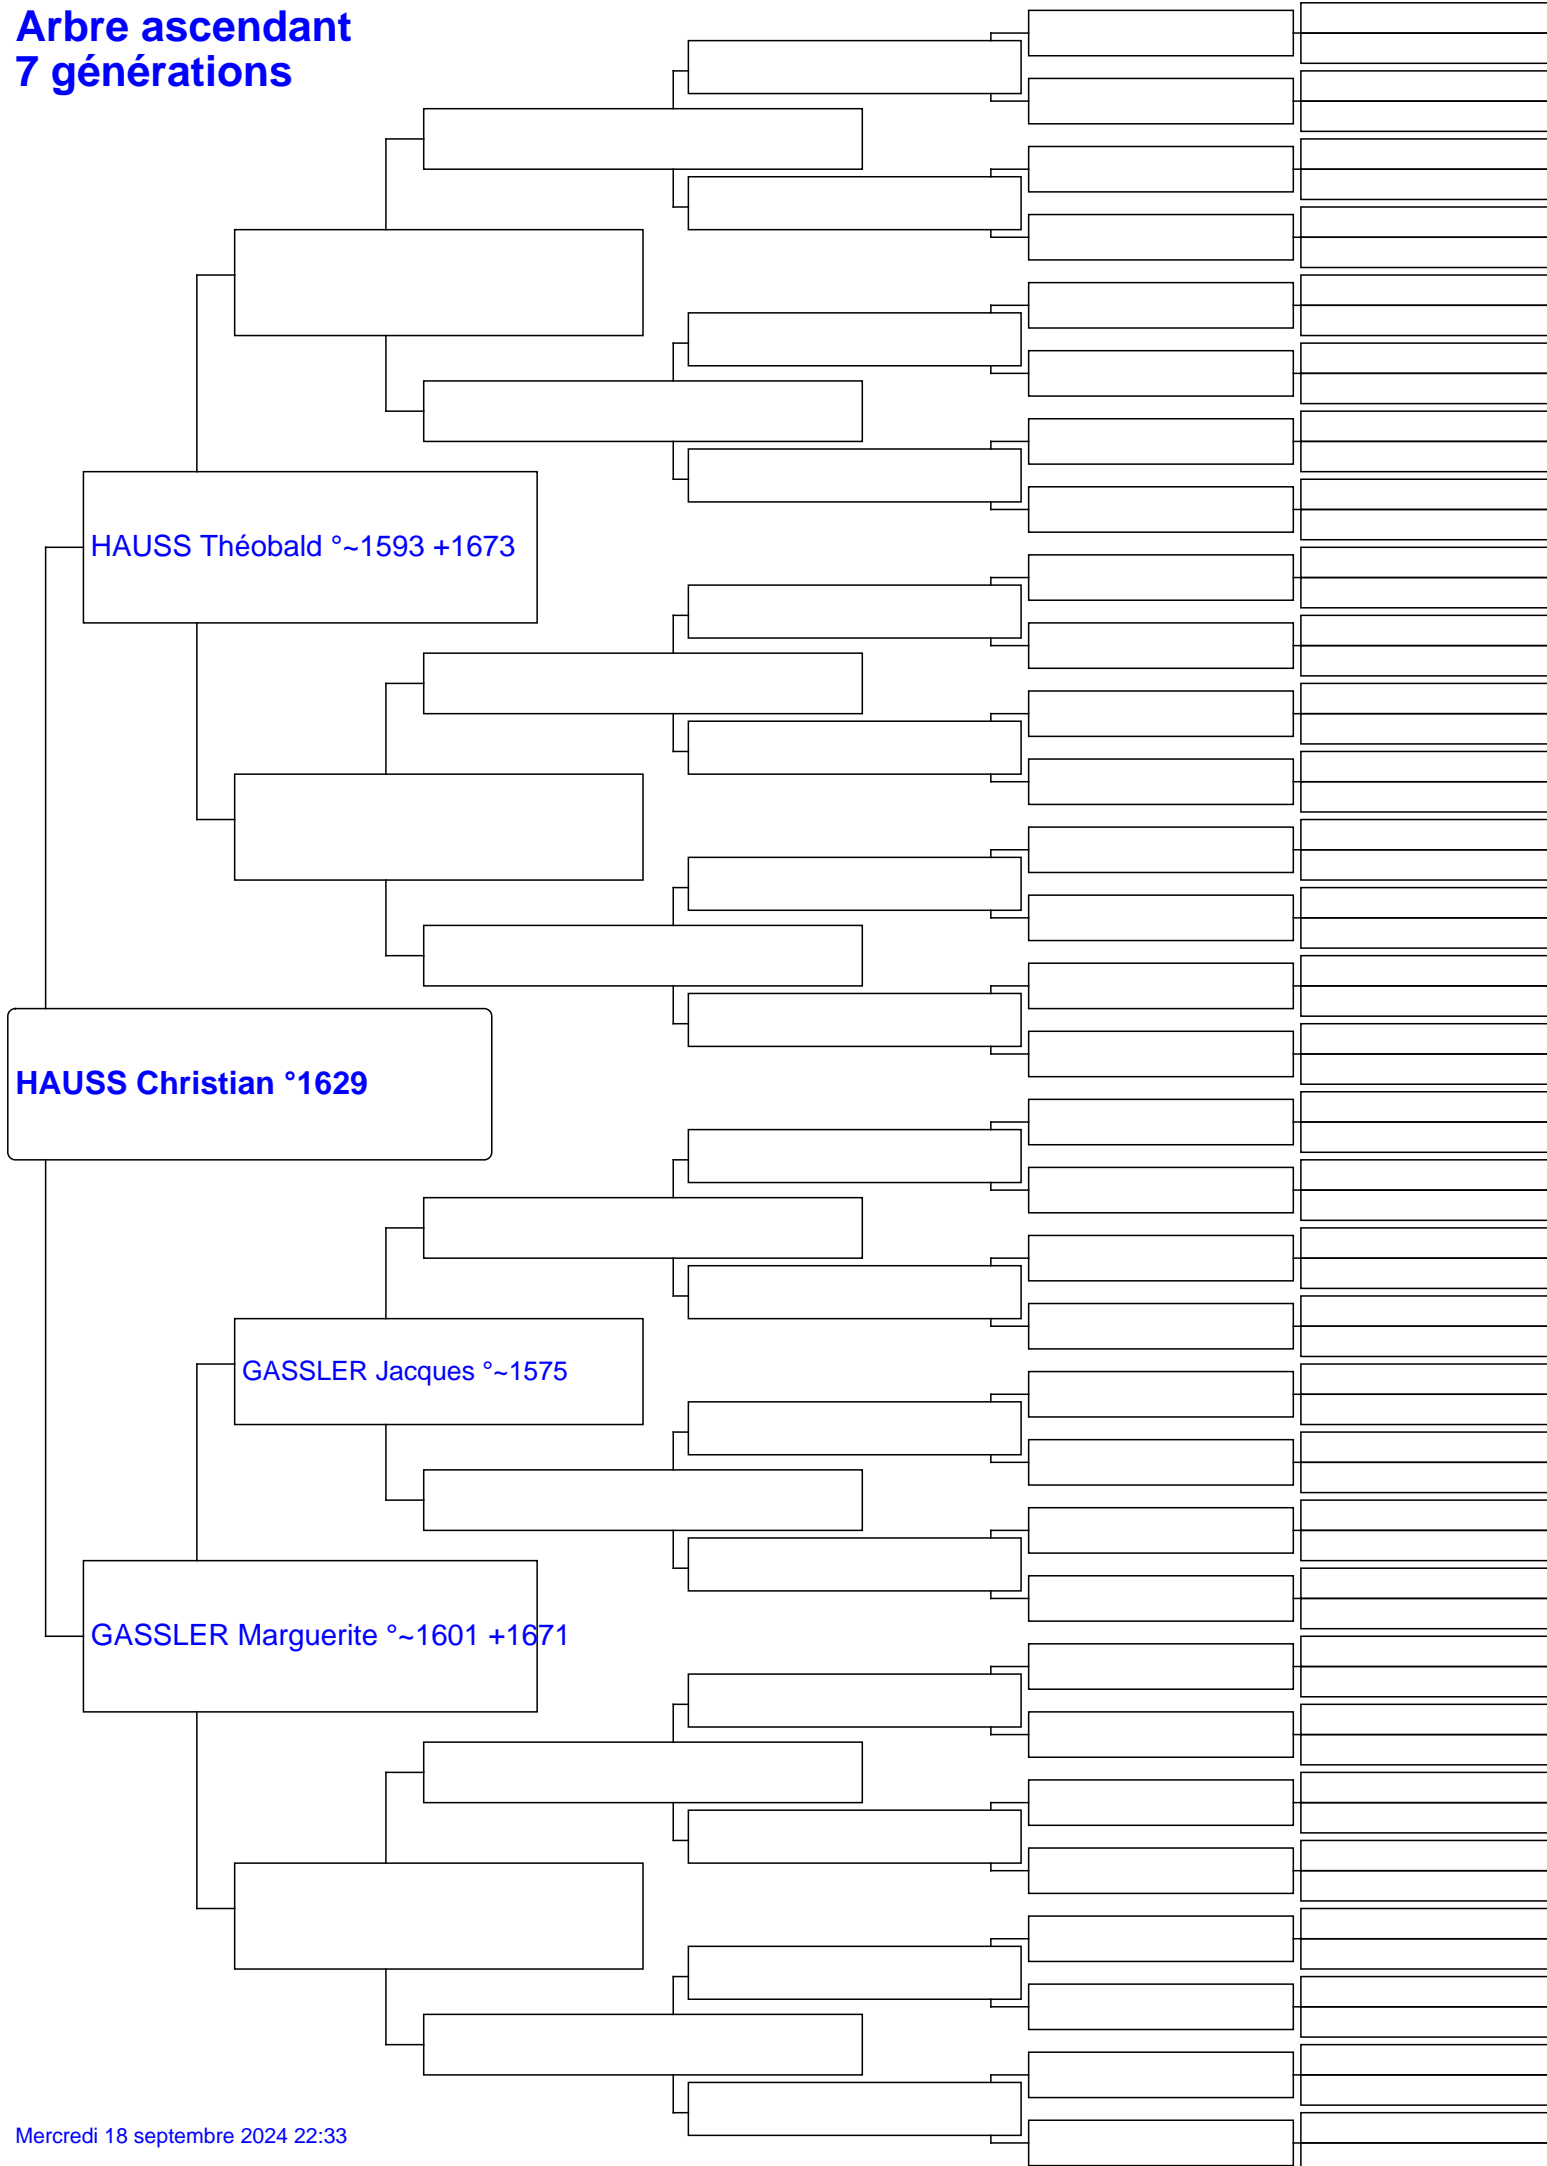 Arbre ascendant
7 générations
HAUSS Théobald °~1593 +1673
HAUSS Christian °1629
GASSLER Jacques °~1575
GASSLER Marguerite °~1601 +1671
Mercredi 18 septembre 2024 22:33